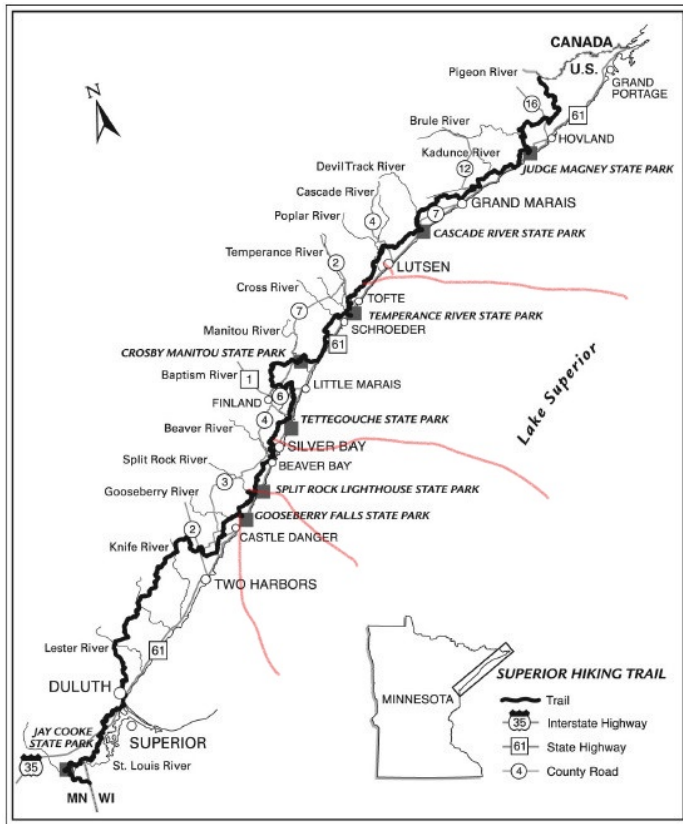 CANADA
U.S.
Pigeon River
GRAND
PORTAGE
16
61
N
Brule River
HOVLAND
Kadunce River
JUDGE MAGNEY STATE PARK
12
Devil Track River
Cascade River
GRAND MARAIS
7
Poplar River
4
CASCADE RIVER STATE PARK
Temperance River
2
LUTSEN
Cross River
TOFTE
7
TEMPERANCE RIVER STATE PARK
SCHROEDER
Manitou River
61
CROSBY MANITOU STATE PARK
Lake Superior
Baptism River
1
6
LITTLE MARAIS
FINLAND
4
TETTEGOUCHE STATE PARK
Beaver River
SILVER BAY
BEAVER BAY
Split Rock River
3
SPLIT ROCK LIGHTHOUSE STATE PARK
Gooseberry River
GOOSEBERRY FALLS STATE PARK
2
CASTLE DANGER
Knife River
TWO HARBORS
Lester River
61
DULUTH
JAY COOKE
STATE PARK
SUPERIOR
35
St. Louis River
MN
WI
MINNESOTA
SUPERIOR HIKING TRAIL
Trail
35 Interstate Highway
61 State Highway
4 County Road